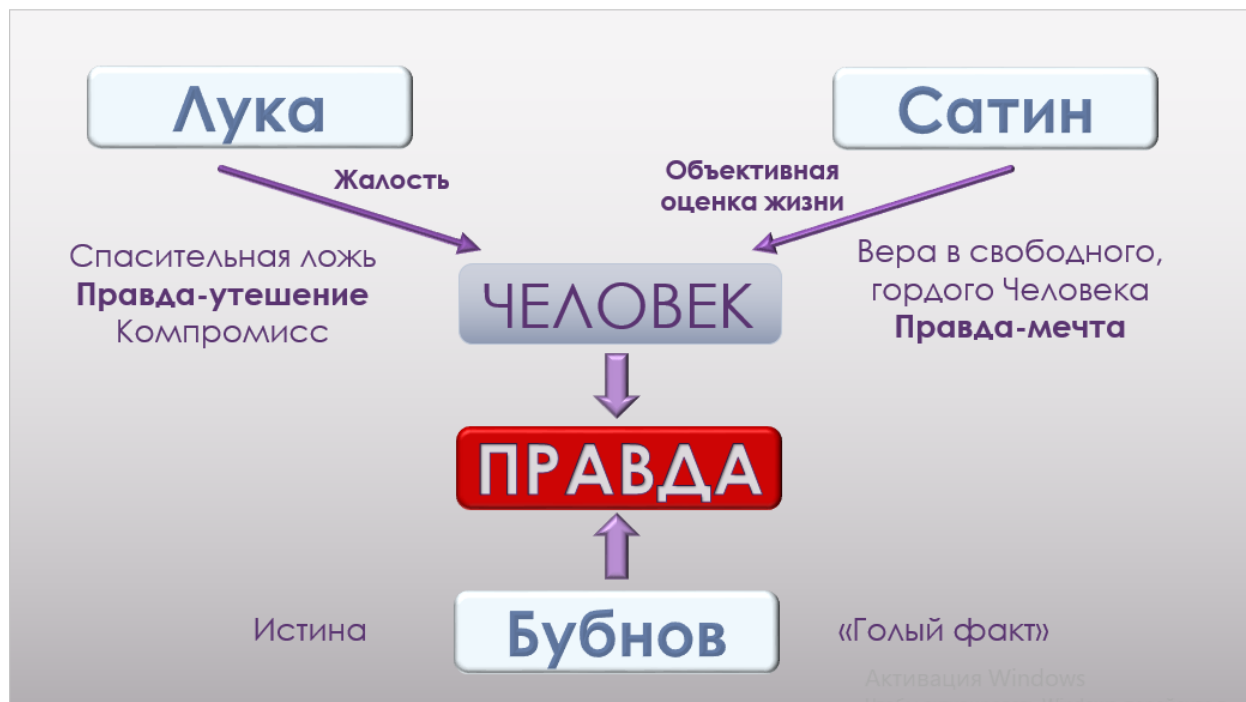 Лука
Сатин
Жалость
Объективная
оценка жизни
Спасительная ложь
Правда-утешение
Компромисс
Вера в свободного,
гордого Человека
Правда-мечта
ЧЕЛОВЕК
ПРАВДА
Истина
Бубнов
«Голый факт»
Активация Windows